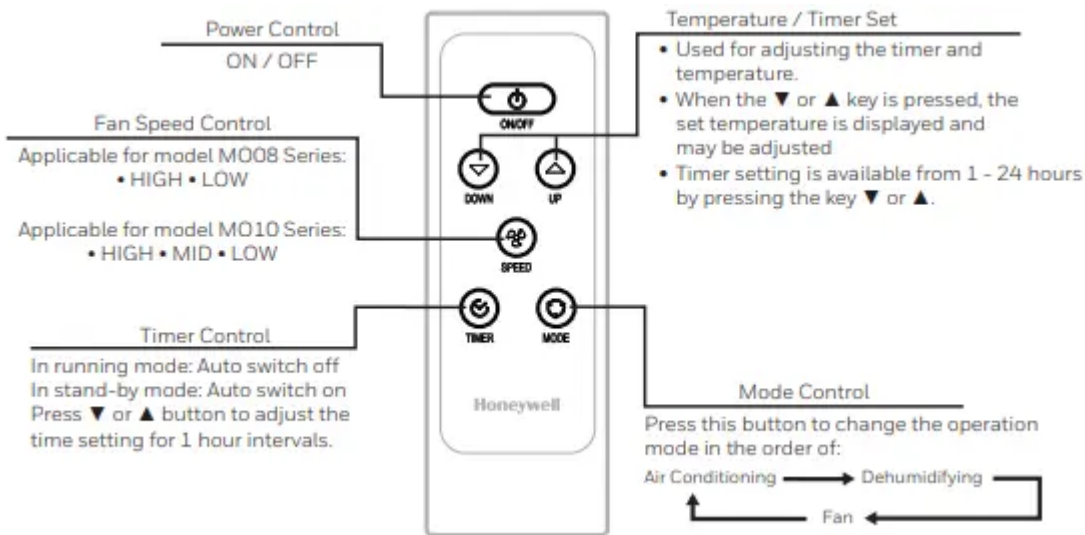 Power Control
ON / OFF
Fan Speed Control
Applicable for model MO08 Series:
• HIGH • LOW
Applicable for model MO10 Series:
• HIGH • MID • LOW
Timer Control
In running mode: Auto switch off
In stand-by mode: Auto switch on
Press ▼ or ▲ button to adjust the
time setting for 1 hour intervals.
ON/OFF
DOWN
UP
SPEED
TIMER
MODE
Honeywell
Temperature / Timer Set
• Used for adjusting the timer and
temperature.
• When the ▼ or ▲ key is pressed, the
set temperature is displayed and
may be adjusted
• Timer setting is available from 1 - 24 hours
by pressing the key ▼ or ▲.
Mode Control
Press this button to change the operation
mode in the order of:
Air Conditioning
Dehumidifying
Fan